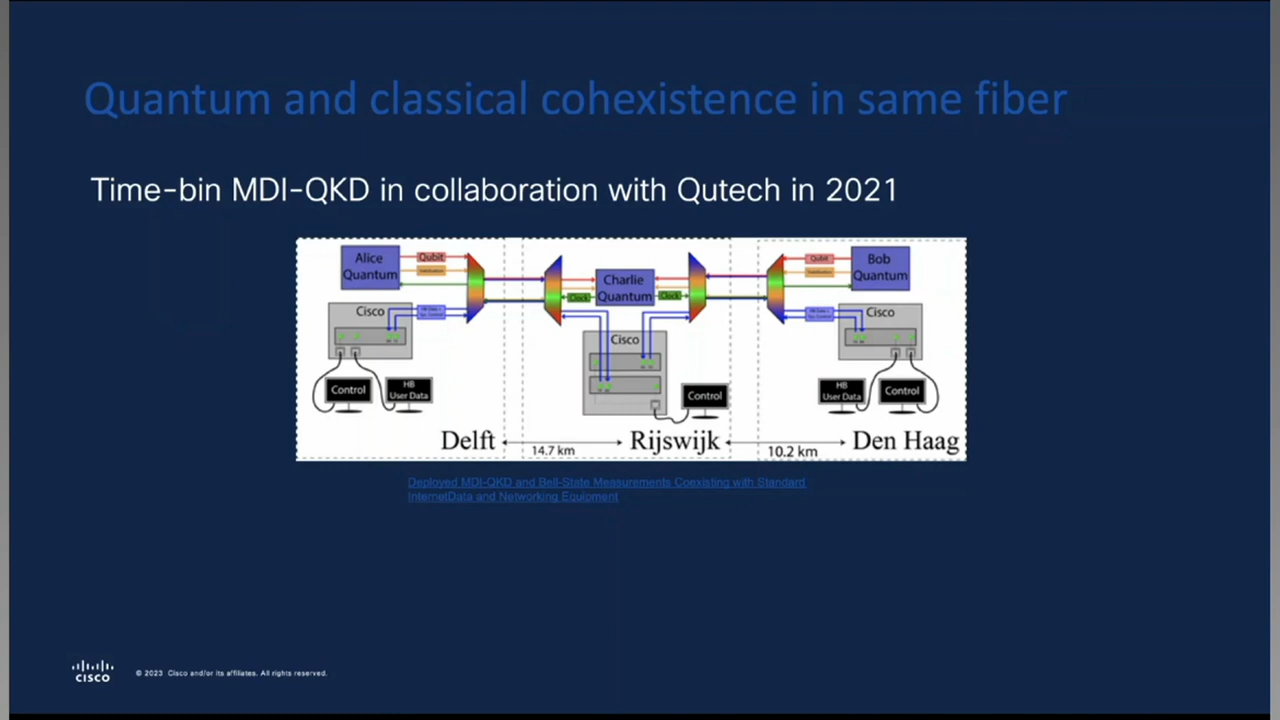 Quantum and classical cohexistence in same fiber
Time-bin MDI-QKD in collaboration with Qutech in 2021
Alice
Quantum
Qubit
Cisco
Control
HB
User Data
Delft
14.7 km
Charlie
Quantum
Clock
Clock
Cisco
Control
Rijswijk
10.2 km
Qubit
Bob
Quantum
Cisco
HB
User Data
Control
Den Haag
Deployed MDI-QKD and Bell-State Measurements Coexisting with Standard
InternetData and Networking Equipment
CISCO
© 2023 Cisco and/or its affiliates. All rights reserved.